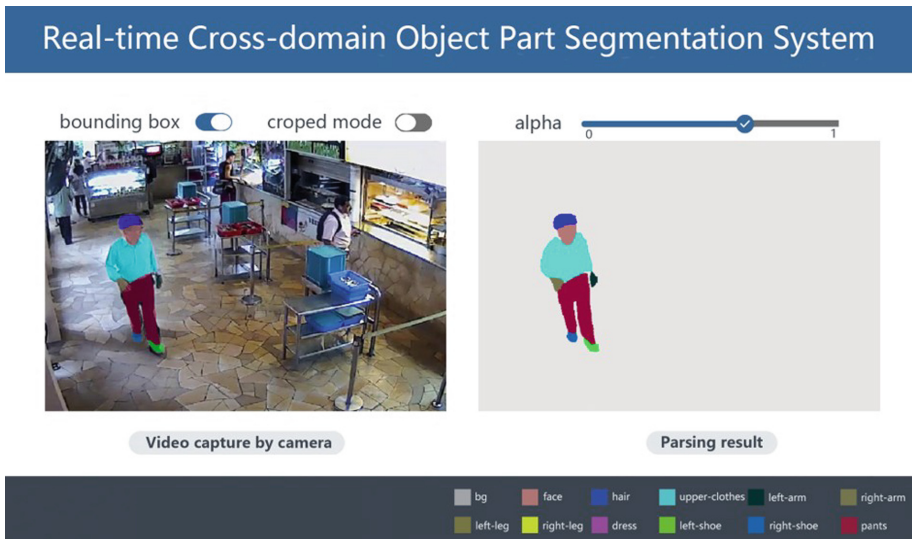 Real-time Cross-domain Object Part Segmentation System
bounding box croped mode alpha
0 1
Video capture by camera Parsing result
bg face hair upper-clothes left-arm right-arm
left-leg right-leg dress left-shoe right-shoe pants